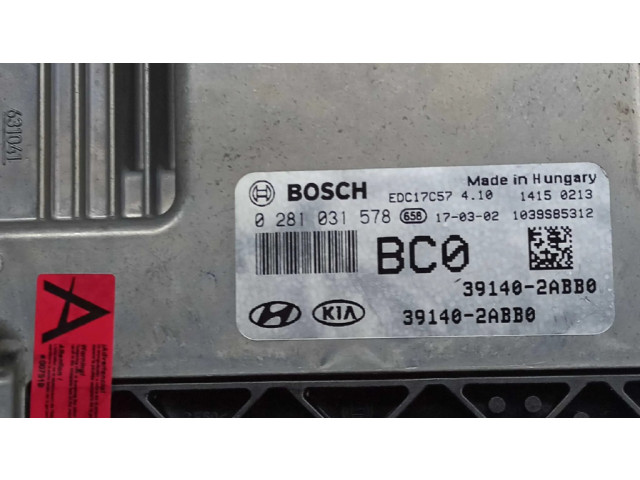 631041
BOSCH EDC17C57 4.10 Made in Hungary
1415 0213
0 281 031 578 658 17-03-02 1039S85312
BC0
39140-2ABB0
KIA 39140-2ABB0
A